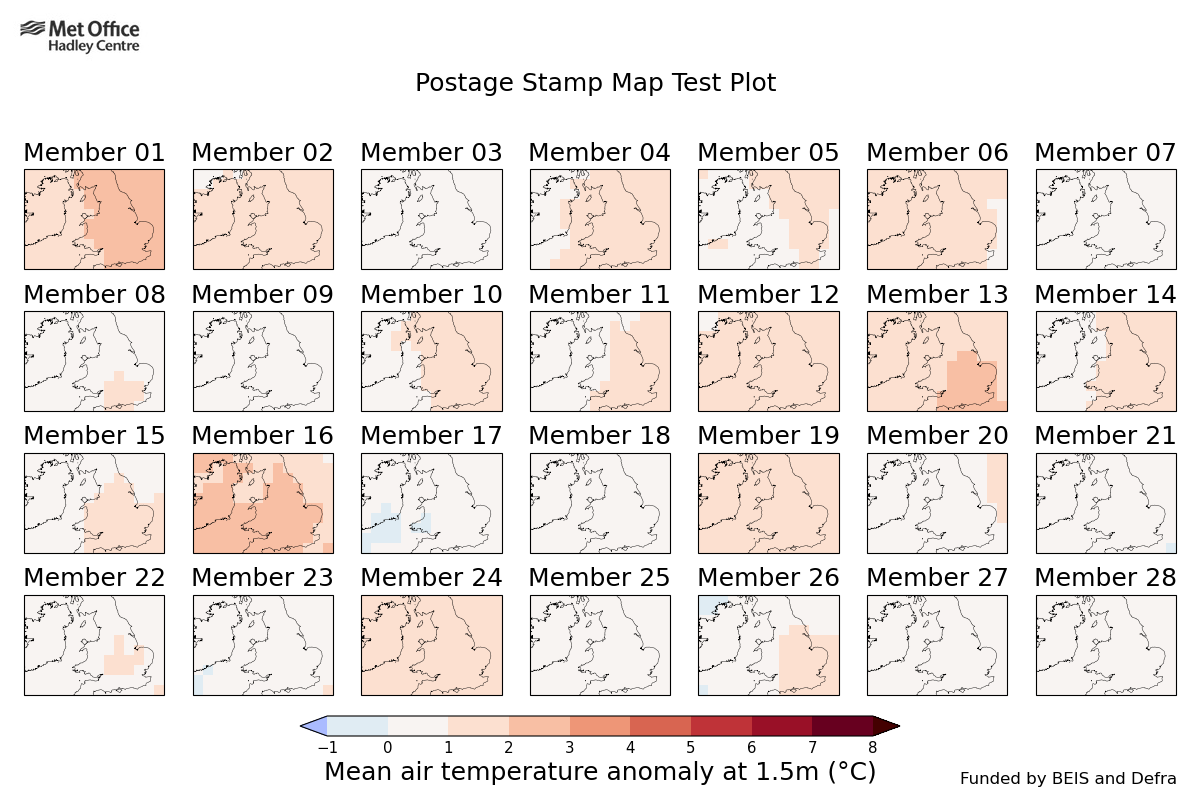 Met Office
Hadley Centre
Postage Stamp Map Test Plot
Member 01 Member 02 Member 03 Member 04 Member 05 Member 06 Member 07
Member 08 Member 09 Member 10 Member 11 Member 12 Member 13 Member 14
Member 15 Member 16 Member 17 Member 18 Member 19 Member 20 Member 21
Member 22 Member 23 Member 24 Member 25 Member 26 Member 27 Member 28
−1 0 1 2 3 4 5 6 7 8
Mean air temperature anomaly at 1.5m (°C)
Funded by BEIS and Defra